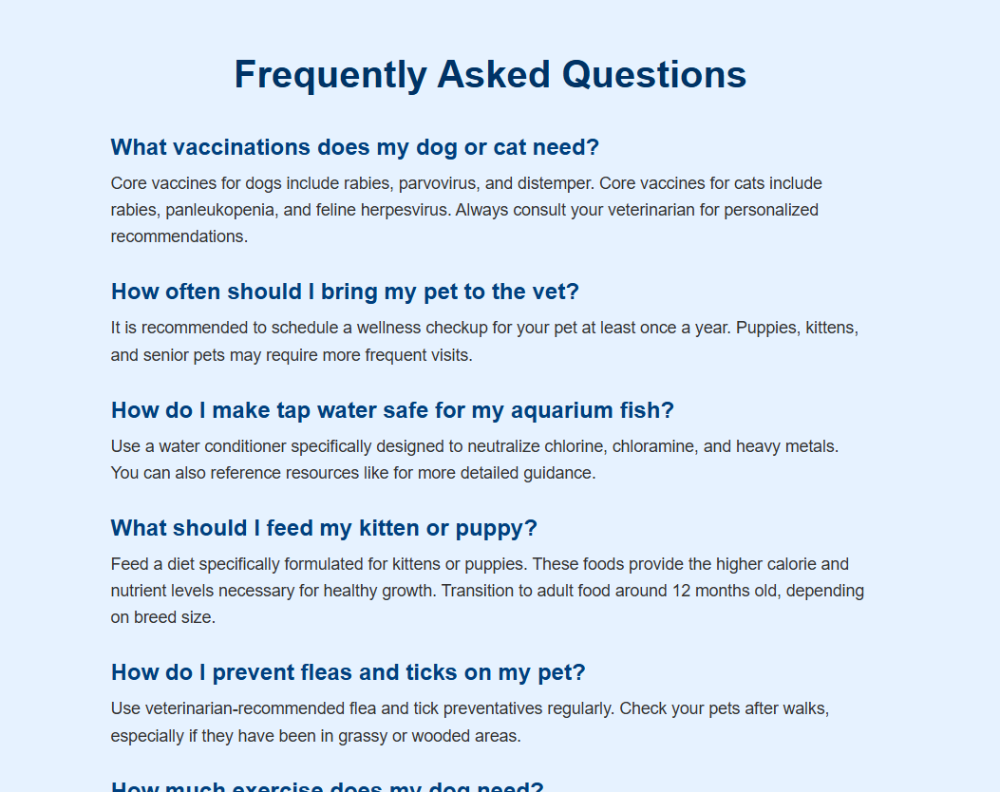 Frequently Asked Questions
What vaccinations does my dog or cat need?
Core vaccines for dogs include rabies, parvovirus, and distemper. Core vaccines for cats include
rabies, panleukopenia, and feline herpesvirus. Always consult your veterinarian for personalized
recommendations.
How often should I bring my pet to the vet?
It is recommended to schedule a wellness checkup for your pet at least once a year. Puppies, kittens,
and senior pets may require more frequent visits.
How do I make tap water safe for my aquarium fish?
Use a water conditioner specifically designed to neutralize chlorine, chloramine, and heavy metals.
You can also reference resources like for more detailed guidance.
What should I feed my kitten or puppy?
Feed a diet specifically formulated for kittens or puppies. These foods provide the higher calorie and
nutrient levels necessary for healthy growth. Transition to adult food around 12 months old, depending
on breed size.
How do I prevent fleas and ticks on my pet?
Use veterinarian-recommended flea and tick preventatives regularly. Check your pets after walks,
especially if they have been in grassy or wooded areas.
How much exercise does my dog need?